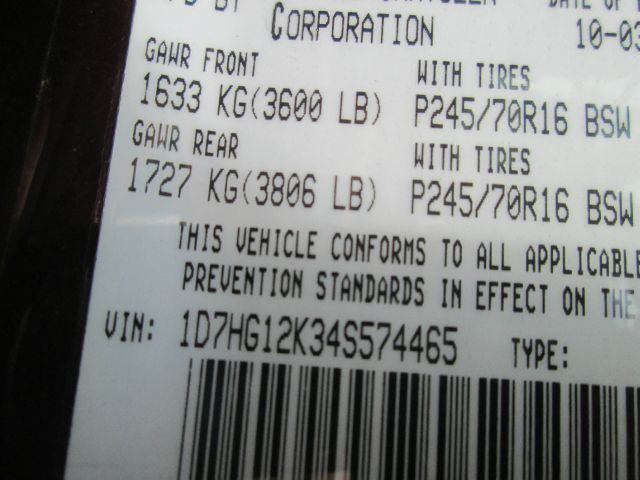 CORPORATION 10-03
GAWR FRONT WITH TIRES
1633 KG(3600 LB) P245/70R16 BSW
GAWR REAR WITH TIRES
1727 KG(3806 LB) P245/70R16 BSW
THIS VEHICLE CONFORMS TO ALL APPLICABLE
PREVENTION STANDARDS IN EFFECT ON THE
VIN: 1D7HG12K34S574465 TYPE: